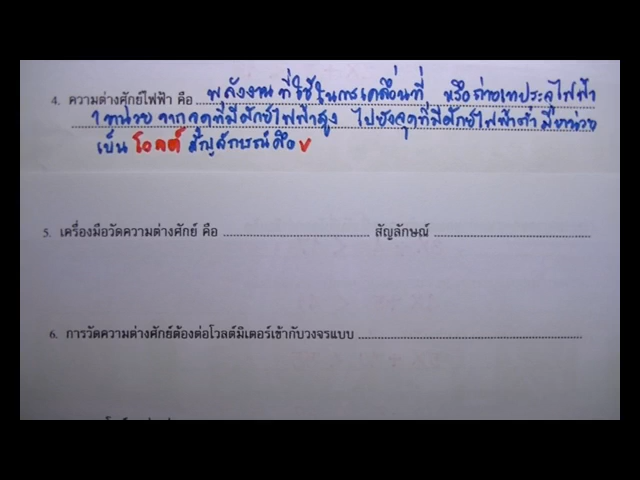 4. ความต่างศักย์ไฟฟ้า คือ พลังงานที่ใช้ในการเคลื่อนที่ หรือถ่ายเทประจุไฟฟ้า
1 หน่วย จากจุดที่มีศักย์ไฟฟ้าสูง ไปยังจุดที่มีศักย์ไฟฟ้าต่ำ มีหน่วย
เป็น โวลต์ สัญลักษณ์คือ V
5. เครื่องมือวัดความต่างศักย์ คือ ........................................ สัญลักษณ์ ........................................
6. การวัดความต่างศักย์ต้องต่อโวลต์มิเตอร์เข้ากับวงจรแบบ ........................................